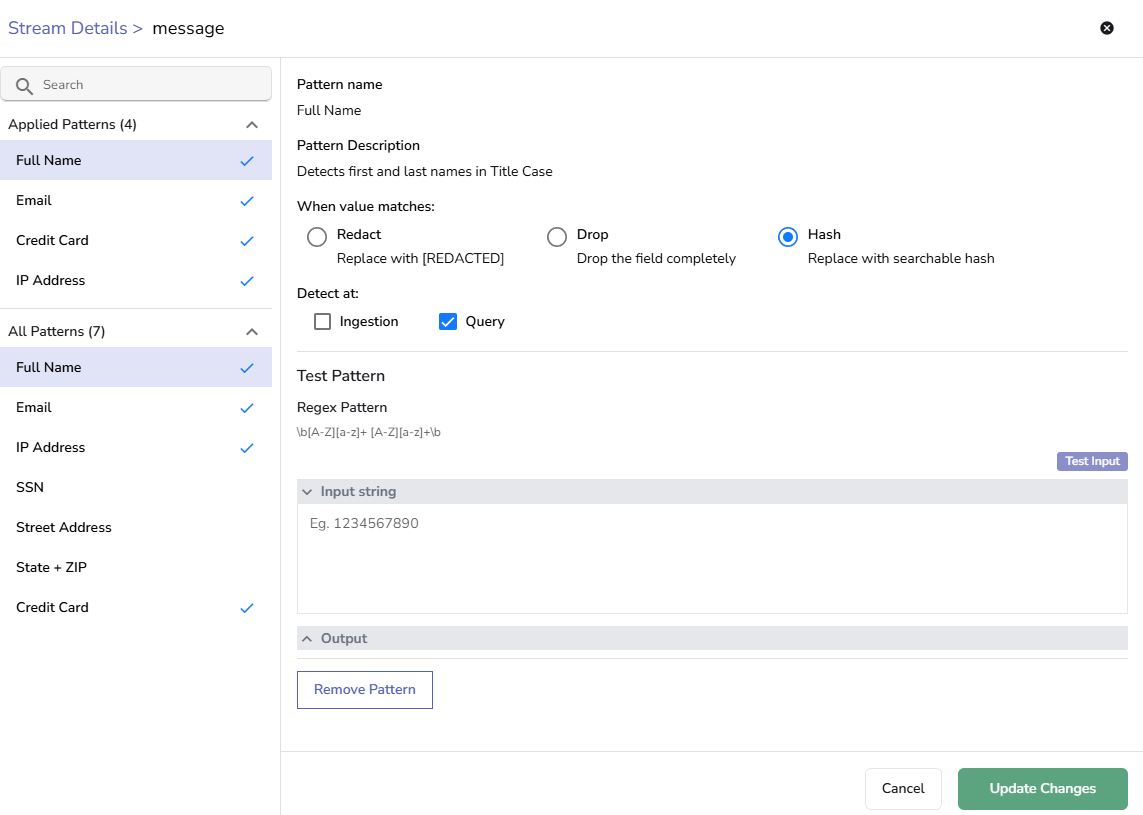 Stream Details > message
Search
Applied Patterns (4)
Full Name
Email
Credit Card
IP Address
All Patterns (7)
Full Name
Email
IP Address
SSN
Street Address
State + ZIP
Credit Card
Pattern name
Full Name
Pattern Description
Detects first and last names in Title Case
When value matches:
Redact
Replace with [REDACTED]
Drop
Drop the field completely
Hash
Replace with searchable hash
Detect at:
Ingestion
Query
Test Pattern
Regex Pattern
\b[A-Z][a-z]+ [A-Z][a-z]+\b
Test Input
Input string
Eg. 1234567890
Output
Remove Pattern
Cancel
Update Changes